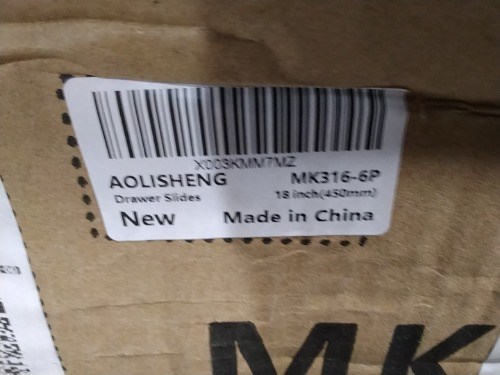 X003KMM7MZ
AOLISHENG MK316-6P
Drawer Slides 18 inch(450mm)
New Made in China
MK